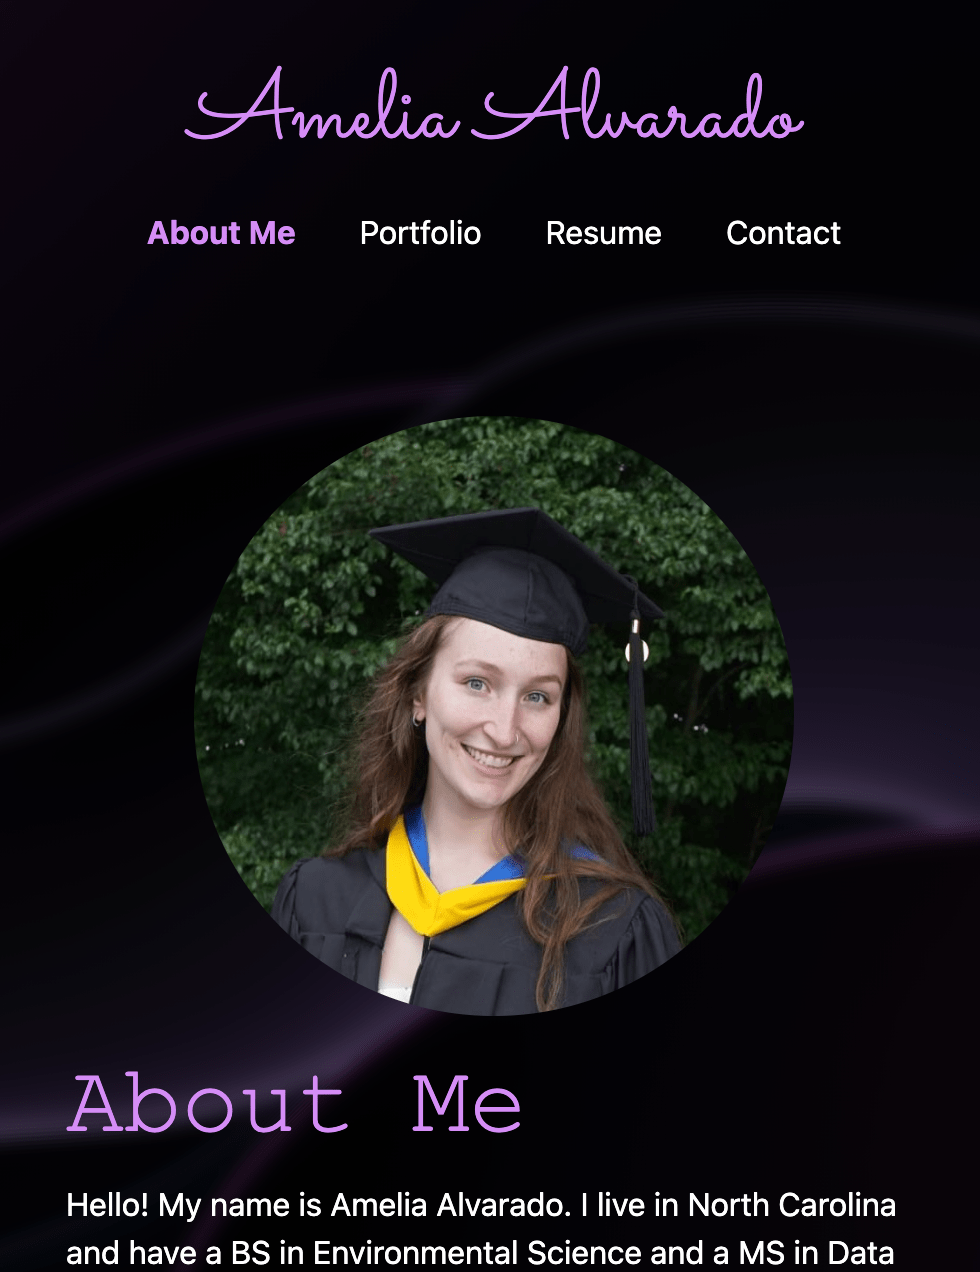 Amelia Alvarado
About Me Portfolio Resume Contact
About Me
Hello! My name is Amelia Alvarado. I live in North Carolina
and have a BS in Environmental Science and a MS in Data